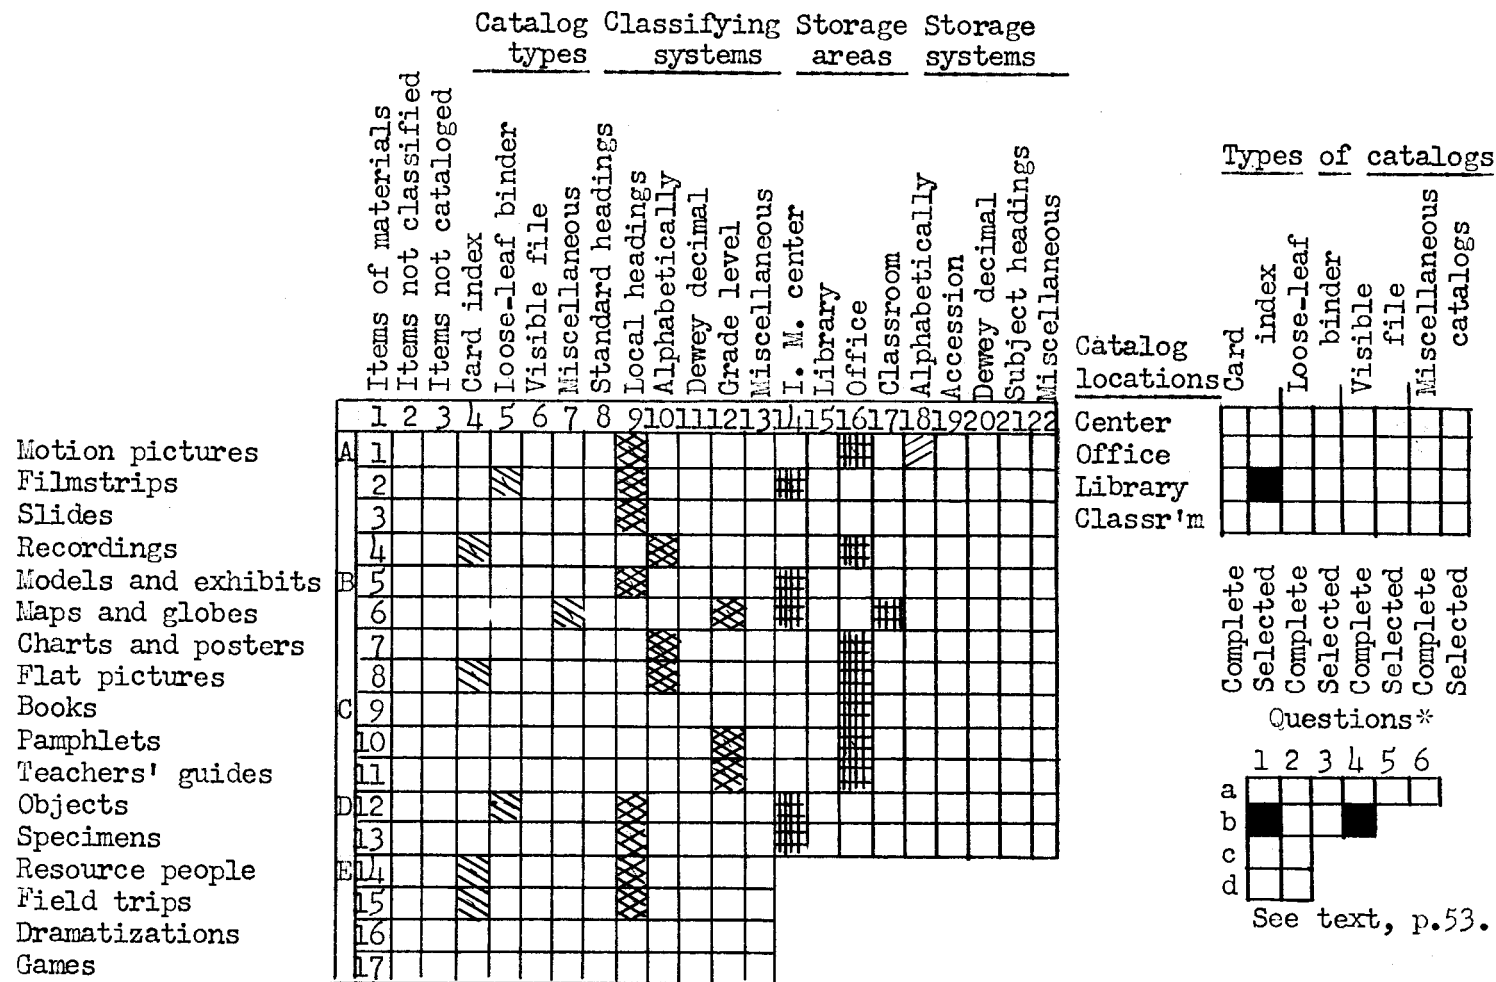 Catalog Classifying Storage Storage
types systems areas systems
Items of materials
Items not classified
Items not cataloged
Card index
Loose-leaf binder
Visible file
Miscellaneous
Standard headings
Local headings
Alphabetically
Dewey decimal
Grade level
Miscellaneous
I. M. center
Library
Office
Classroom
Alphabetically
Accession
Dewey decimal
Subject headings
Miscellaneous
1 2 3 4 5 6 7 8 9 10 11 12 13 14 15 16 17 18 19 20 21 22
Motion pictures A 1
Filmstrips 2
Slides 3
Recordings 4
Models and exhibits B 5
Maps and globes 6
Charts and posters 7
Flat pictures 8
Books C 9
Pamphlets 10
Teachers' guides 11
Objects D 12
Specimens 13
Resource people E 14
Field trips 15
Dramatizations 16
Games 17
Types of catalogs
Card
index
Loose-leaf
binder
Visible
file
Miscellaneous
catalogs
Catalog
locations
Center
Office
Library
Classr'm
Complete
Selected
Complete
Selected
Complete
Selected
Complete
Selected
Questions*
1 2 3 4 5 6
a
b
c
d
See text, p.53.